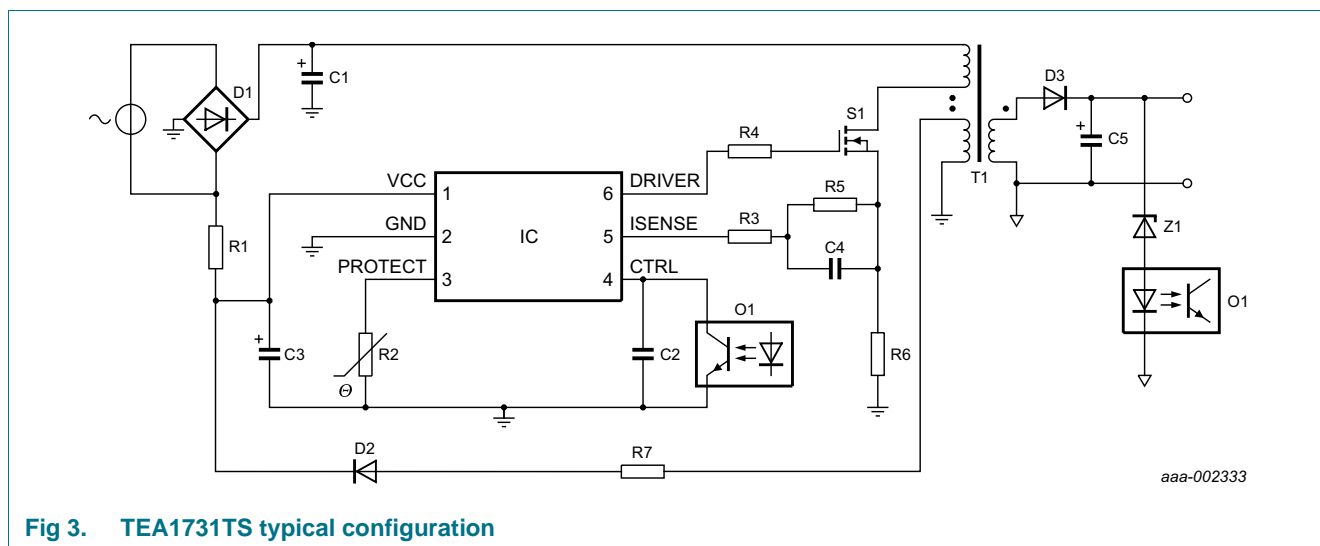 D1
+
C1
~
D3
S1
R4
+
C5
VCC
1
6
DRIVER
T1
R5
GND
2
IC
5
ISENSE
R3
R1
C4
Z1
PROTECT
3
4
CTRL
O1
O1
+
C3
R2
C2
R6
Θ
D2
R7
aaa-002333
Fig 3. TEA1731TS typical configuration